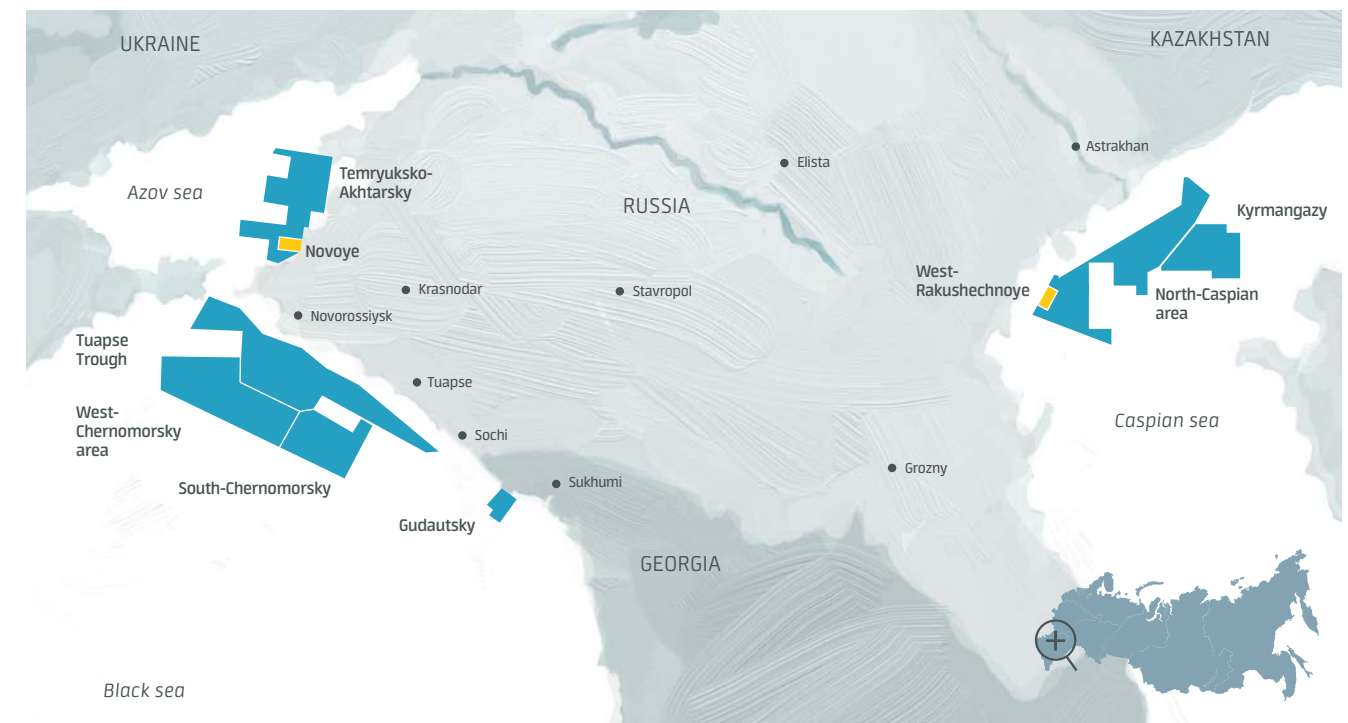 UKRAINE
KAZAKHSTAN
Astrakhan
Elista
Azov sea
Temryuksko-
Akhtarsky
RUSSIA
Kyrmangazy
Novoye
West-
Rakushechnoye
Krasnodar
Stavropol
North-Caspian
area
Novorossiysk
Tuapse
Trough
Tuapse
West-
Chernomorsky
area
Caspian sea
Sochi
Grozny
South-Chernomorsky
Sukhumi
Gudautsky
GEORGIA
Black sea